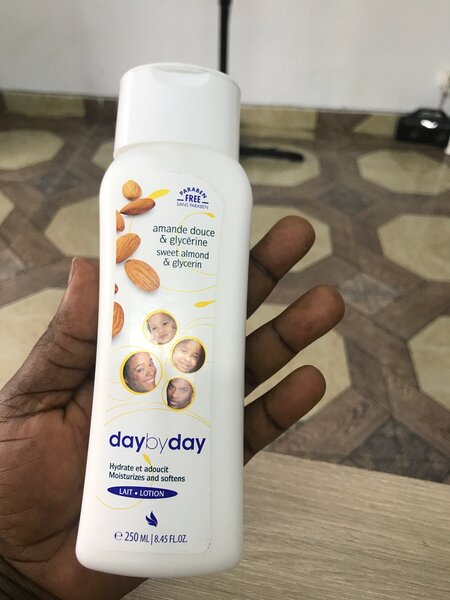 PARABEN
FREE
SANS PARABEN
amande douce
& glycérine
sweet almond
& glycerin
daybyday
Hydrate et adoucit
Moisturizes and softens
LAIT • LOTION
℮ 250 ML | 8.45 FL.OZ.